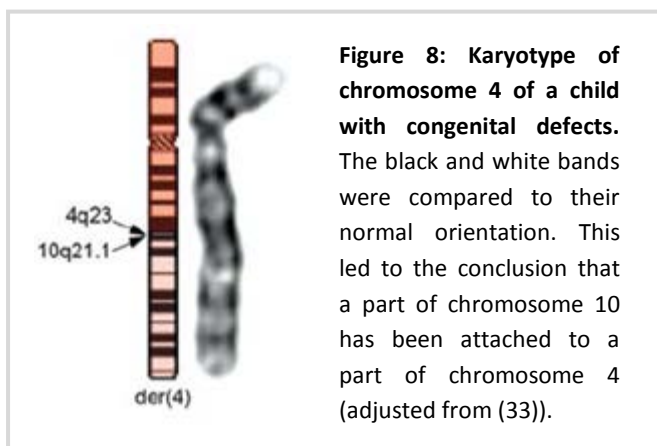 4q23
10q21.1
der(4)
Figure 8: Karyotype of
chromosome 4 of a child
with congenital defects.
The black and white bands
were compared to their
normal orientation. This
led to the conclusion that
a part of chromosome 10
has been attached to a
part of chromosome 4
(adjusted from (33)).